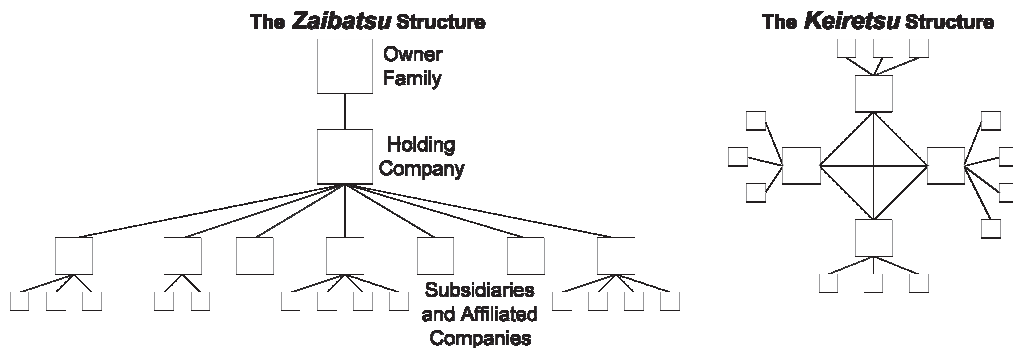 The Zaibatsu Structure
Owner
Family
Holding
Company
Subsidiaries
and Affiliated
Companies
The Keiretsu Structure